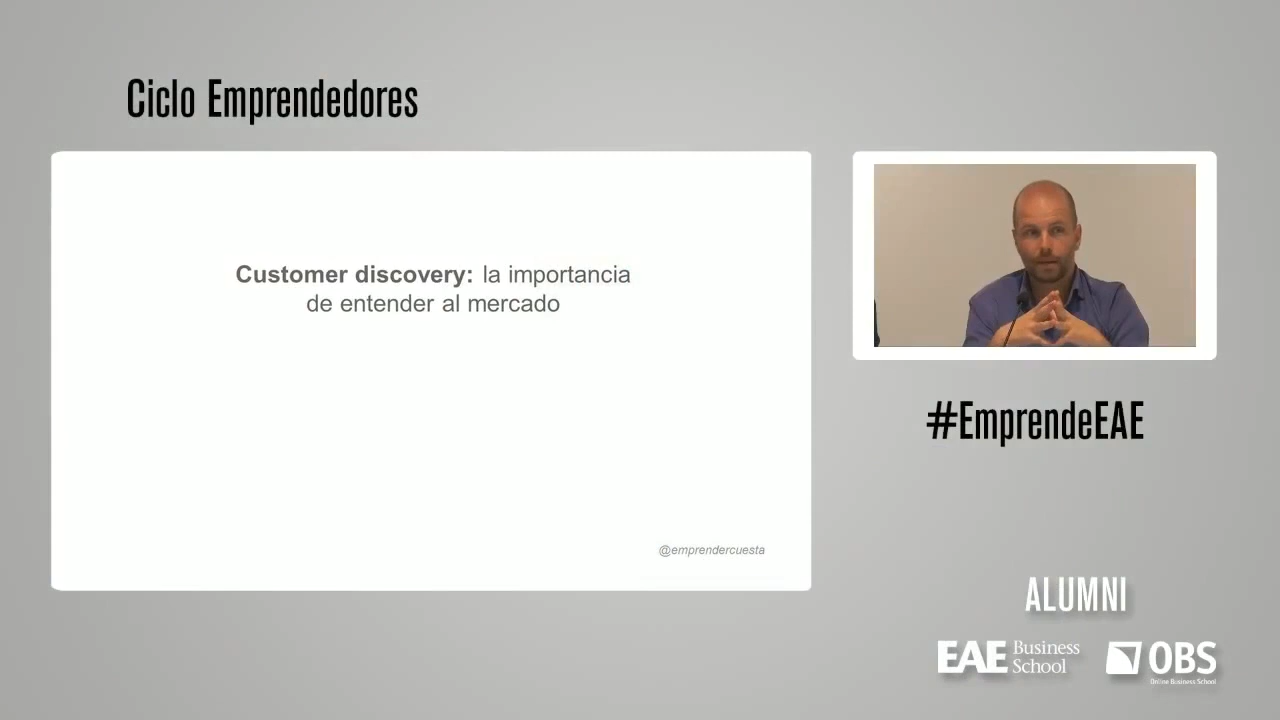 Ciclo Emprendedores
Customer discovery: la importancia
de entender al mercado
@emprendercuesta
#EmprendeEAE
ALUMNI
EAE Business School
OBS
Online Business School